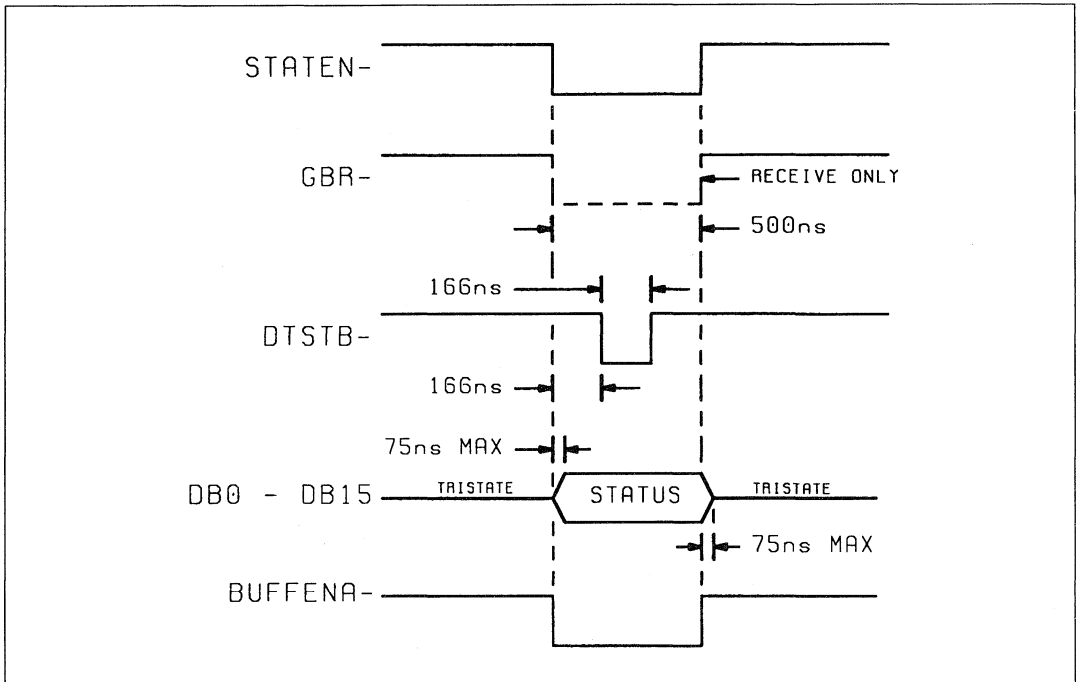 STATEN-
GBR-
RECEIVE ONLY
500ns
166ns
DTSTB-
166ns
75ns MAX
DB0 - DB15
TRISTATE
STATUS
TRISTATE
75ns MAX
BUFFENA-